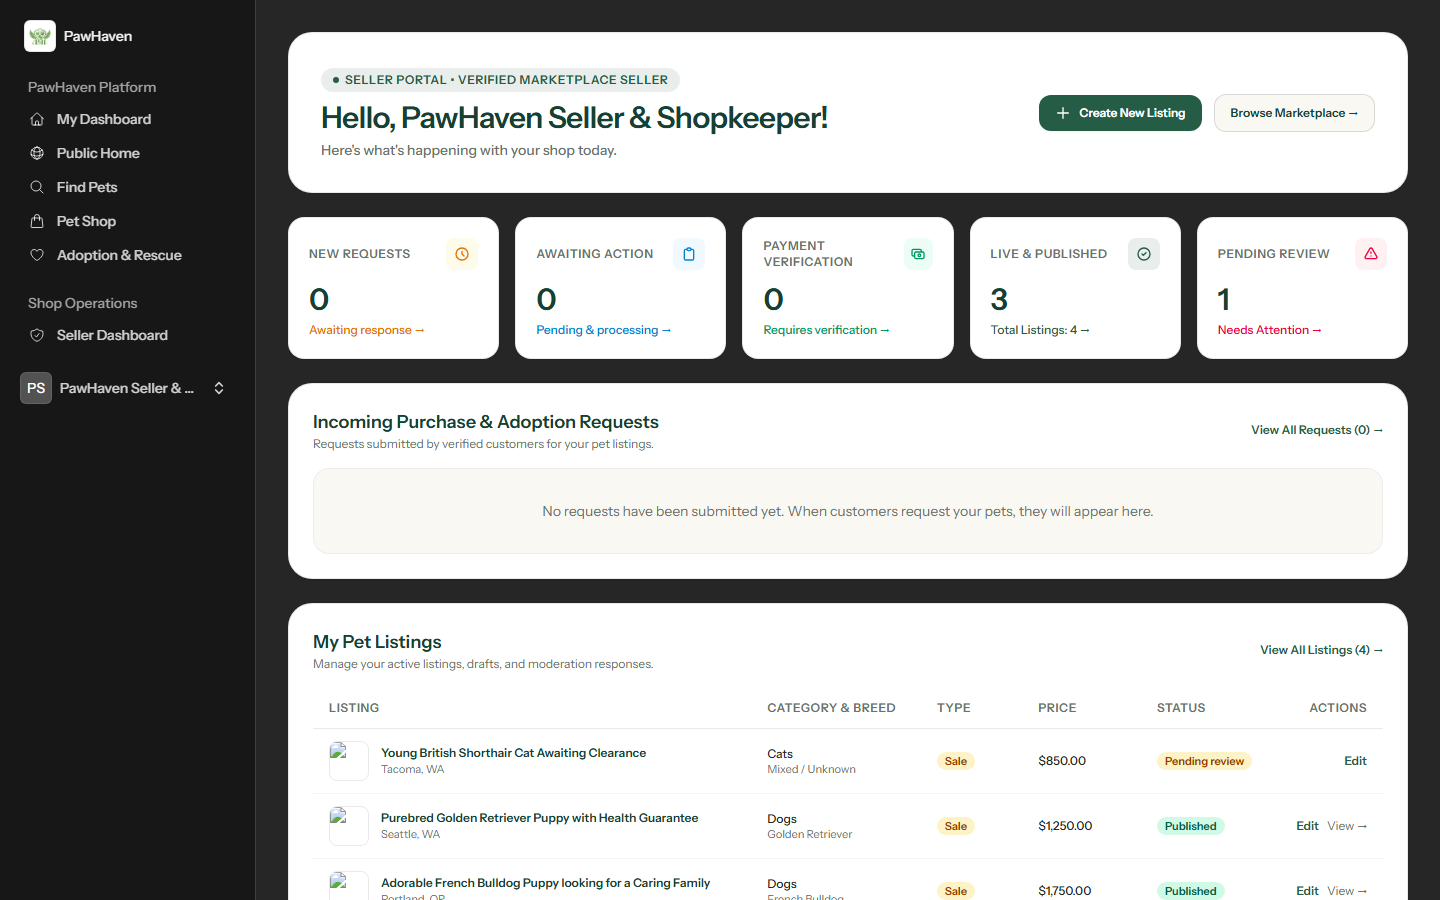 PawHaven
PawHaven Platform
My Dashboard
Public Home
Find Pets
Pet Shop
Adoption & Rescue
Shop Operations
Seller Dashboard
PS PawHaven Seller & ...
SELLER PORTAL • VERIFIED MARKETPLACE SELLER
Hello, PawHaven Seller & Shopkeeper!
Here's what's happening with your shop today.
Create New Listing
Browse Marketplace →
NEW REQUESTS
0
Awaiting response →
AWAITING ACTION
0
Pending & processing →
PAYMENT
VERIFICATION
0
Requires verification →
LIVE & PUBLISHED
3
Total Listings: 4 →
PENDING REVIEW
1
Needs Attention →
Incoming Purchase & Adoption Requests
Requests submitted by verified customers for your pet listings.
View All Requests (0) →
No requests have been submitted yet. When customers request your pets, they will appear here.
My Pet Listings
Manage your active listings, drafts, and moderation responses.
View All Listings (4) →
LISTING CATEGORY & BREED TYPE PRICE STATUS ACTIONS
Young British Shorthair Cat Awaiting Clearance
Tacoma, WA
Cats
Mixed / Unknown
Sale
$850.00
Pending review
Edit
Purebred Golden Retriever Puppy with Health Guarantee
Seattle, WA
Dogs
Golden Retriever
Sale
$1,250.00
Published
Edit View →
Adorable French Bulldog Puppy looking for a Caring Family
Portland, OR
Dogs
French Bulldog
Sale
$1,750.00
Published
Edit View →